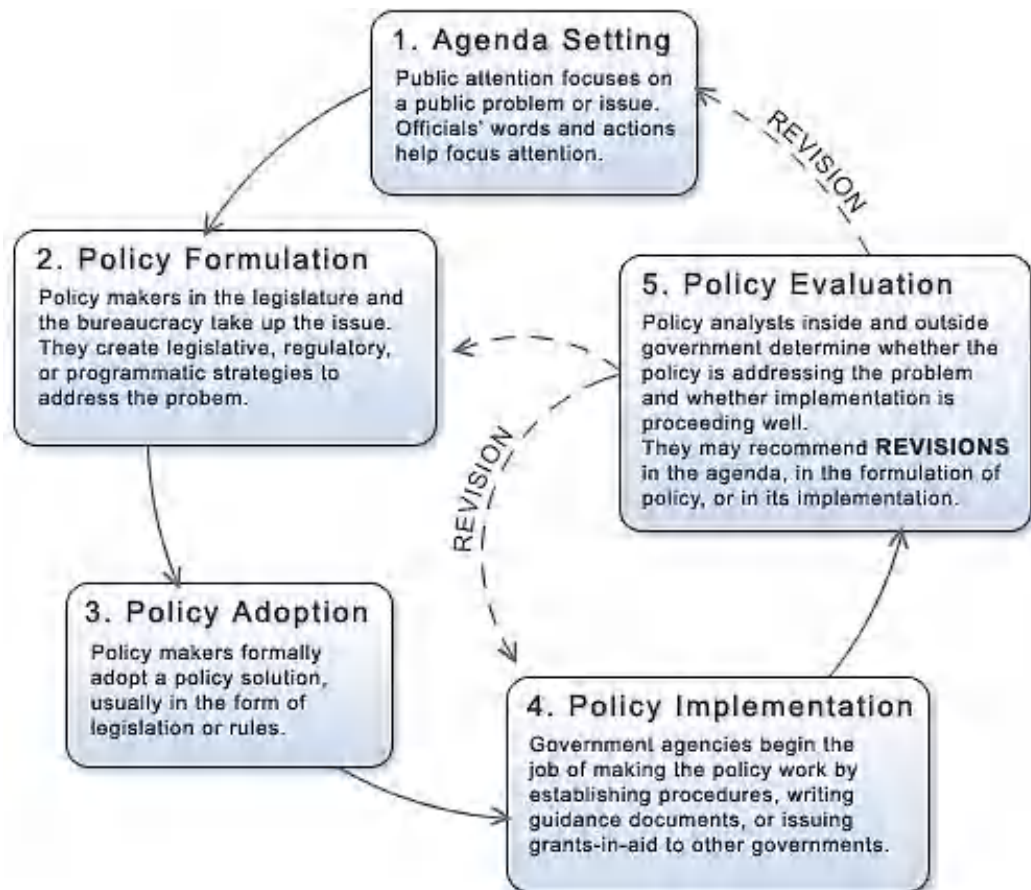 1. Agenda Setting
Public attention focuses on
a public problem or issue.
Officials' words and actions
help focus attention.
REVISION
2. Policy Formulation
Policy makers in the legislature and
the bureaucracy take up the issue.
They create legislative, regulatory,
or programmatic strategies to
address the probem.
5. Policy Evaluation
Policy analysts inside and outside
government determine whether the
policy is addressing the problem
and whether implementation is
proceeding well.
They may recommend REVISIONS
in the agenda, in the formulation of
policy, or in its implementation.
REVISION
3. Policy Adoption
Policy makers formally
adopt a policy solution,
usually in the form of
legislation or rules.
4. Policy Implementation
Government agencies begin the
job of making the policy work by
establishing procedures, writing
guidance documents, or issuing
grants-in-aid to other governments.